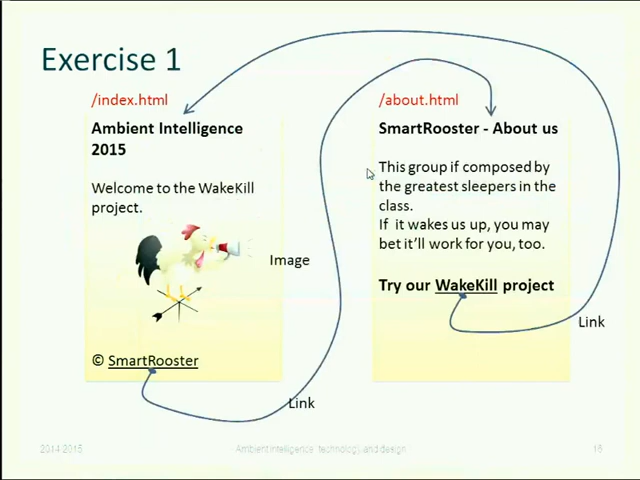 Exercise 1
/index.html
Ambient Intelligence
2015
Welcome to the WakeKill
project.
Image
© SmartRooster
Link
/about.html
SmartRooster - About us
This group if composed by
the greatest sleepers in the
class.
If it wakes us up, you may
bet it'll work for you, too.
Try our WakeKill project
Link
2014 2015
Ambient Intelligence technology and design
16